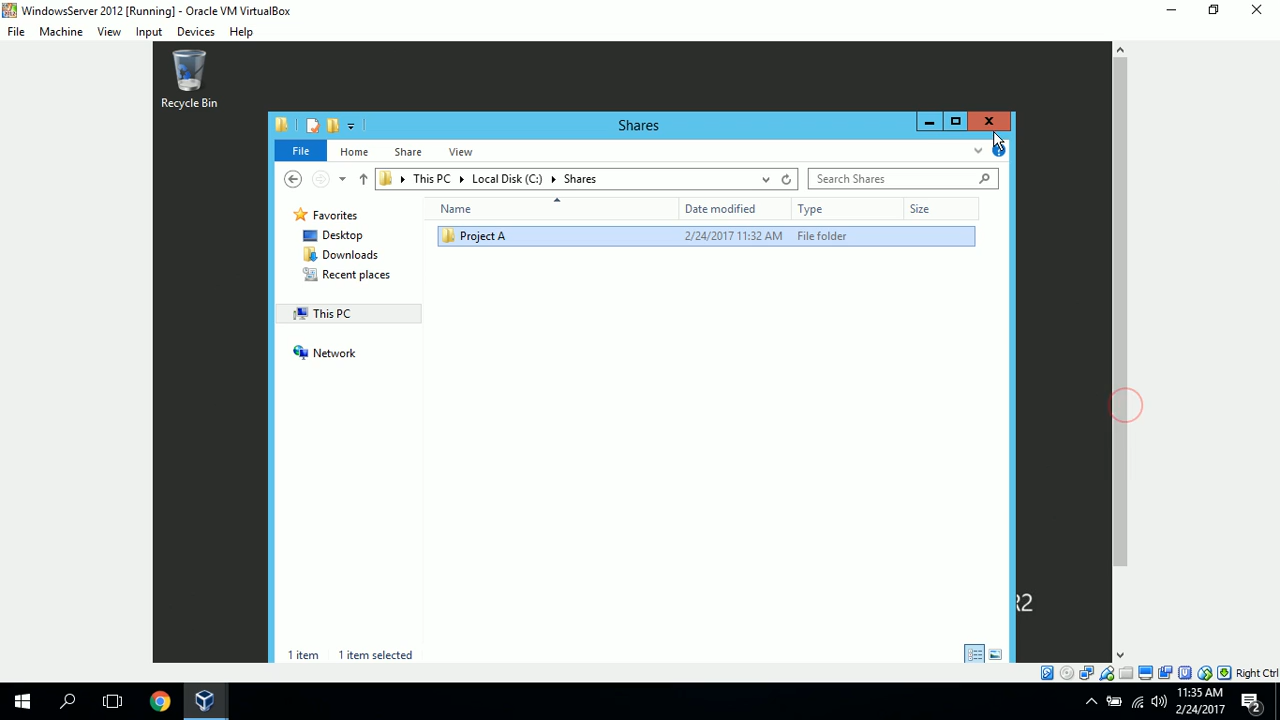 WindowsServer 2012 [Running] - Oracle VM VirtualBox
File Machine View Input Devices Help
Recycle Bin
Shares
File Home Share View
This PC Local Disk (C:) Shares
Search Shares
Name Date modified Type Size
Favorites
Project A 2/24/2017 11:32 AM File folder
Desktop
Downloads
Recent places
This PC
Network
R2
1 item 1 item selected
Right Ctrl
11:35 AM
2/24/2017
2